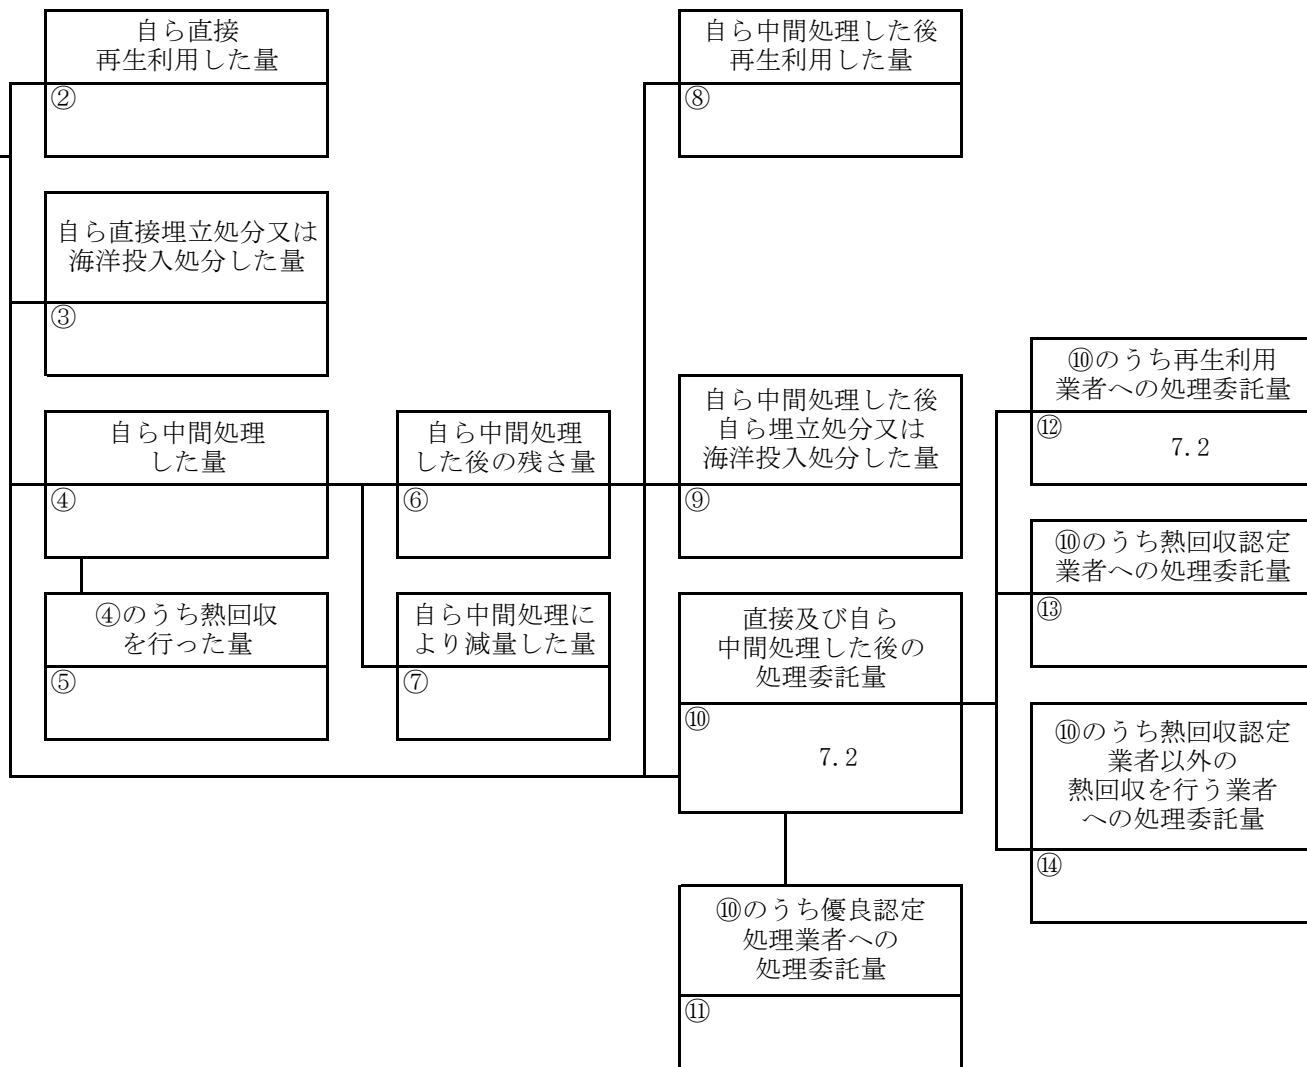 自ら直接
再生利用した量
②
自ら直接埋立処分又は
海洋投入処分した量
③
自ら中間処理
した量
④
④のうち熱回収
を行った量
⑤
自ら中間処理
した後の残さ量
⑥
自ら中間処理に
より減量した量
⑦
自ら中間処理した後
再生利用した量
⑧
自ら中間処理した後
自ら埋立処分又は
海洋投入処分した量
⑨
直接及び自ら
中間処理した後の
処理委託量
⑩
7.2
⑩のうち優良認定
処理業者への
処理委託量
⑪
⑩のうち再生利用
業者への処理委託量
⑫
7.2
⑩のうち熱回収認定
業者への処理委託量
⑬
⑩のうち熱回収認定
業者以外の
熱回収を行う業者
への処理委託量
⑭